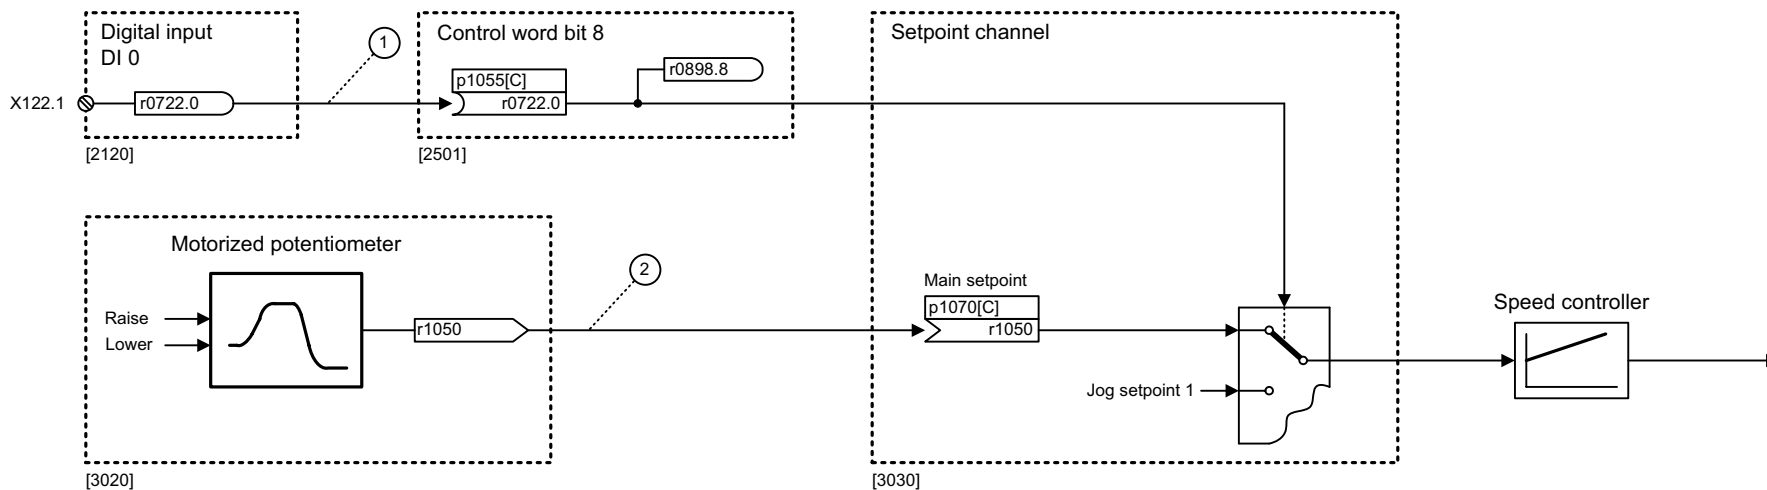 Digital input
DI 0
1
Control word bit 8
Setpoint channel
p1055[C]
r0898.8
X122.1
r0722.0
r0722.0
[2120]
[2501]
Motorized potentiometer
2
Main setpoint
p1070[C]
Speed controller
Raise
r1050
r1050
Lower
Jog setpoint 1
[3020]
[3030]